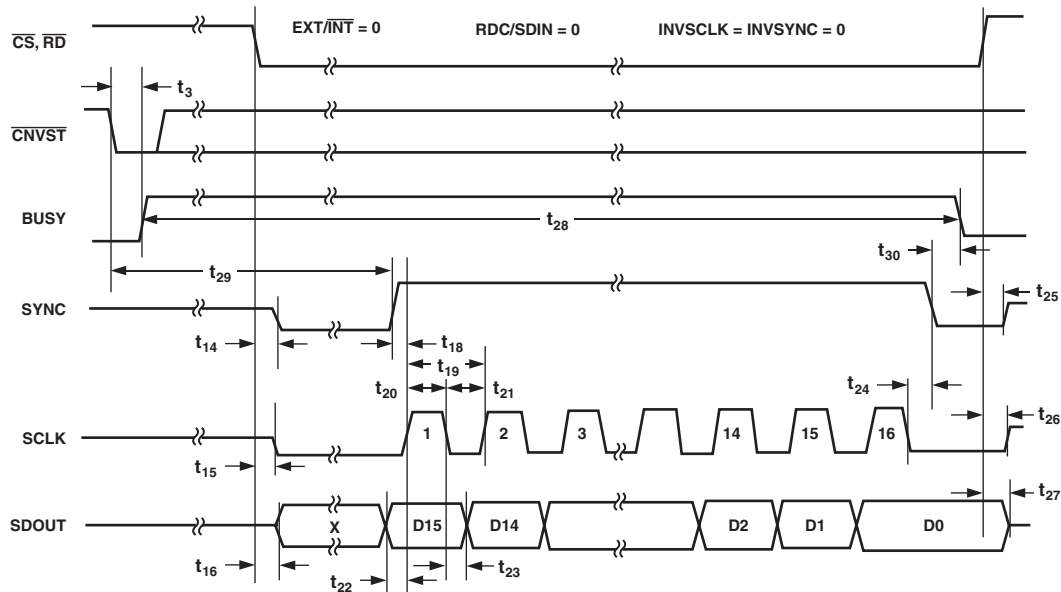 EXT/INT = 0 RDC/SDIN = 0 INVSCLK = INVSYNC = 0
CS, RD
t3
CNVST
BUSY
t28
t30
t29
t25
SYNC
t14
t18
t19
t20
t21
t24
t26
SCLK
1 2 3 14 15 16
t15
t27
SDOUT
X D15 D14 D2 D1 D0
t16
t22
t23